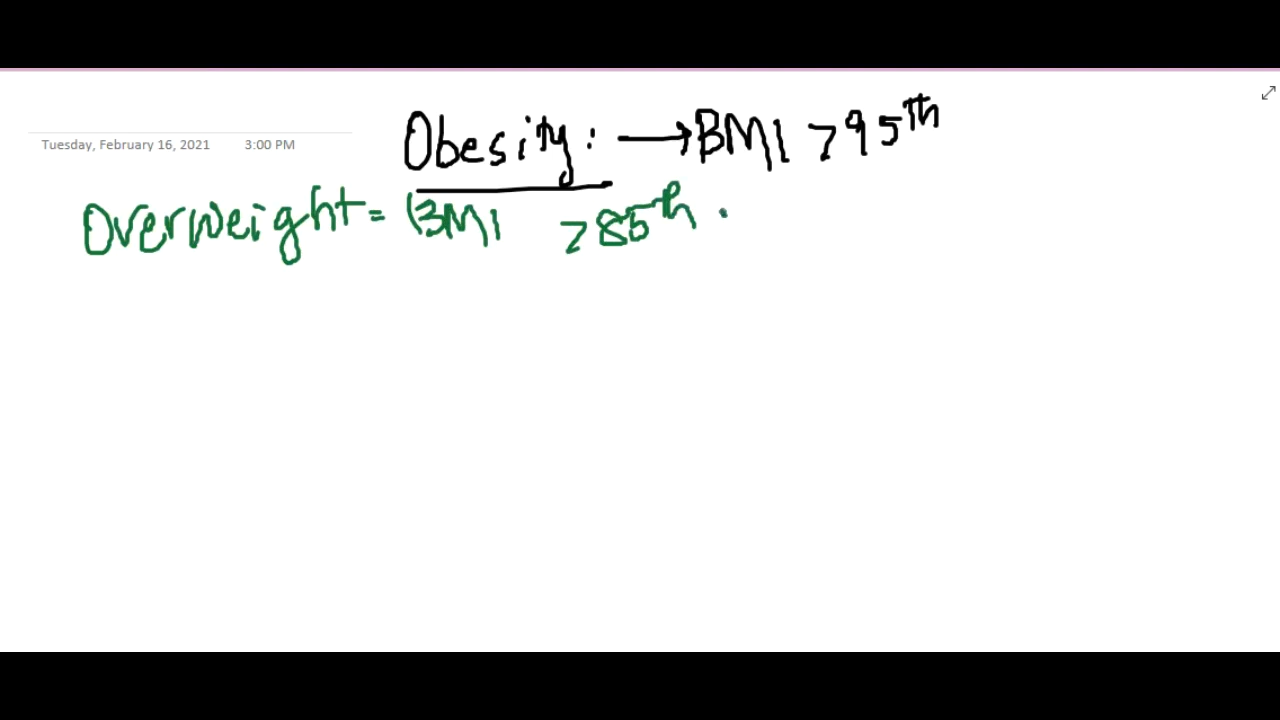 Obesity: → BMI > 95th
Tuesday, February 16, 2021 3:00 PM
Overweight = BMI > 85th .